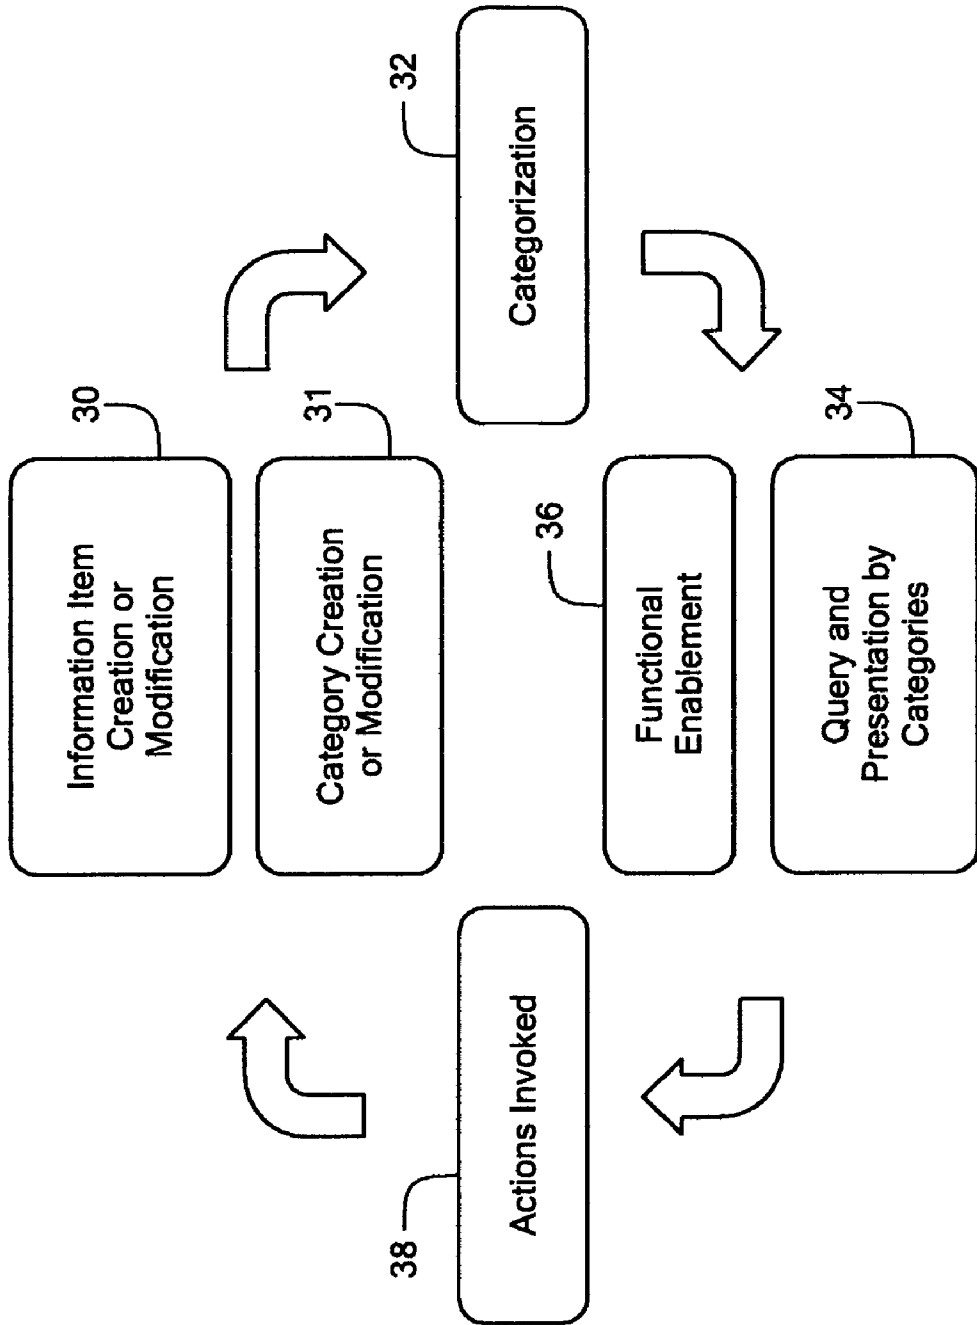 30
Information Item
Creation or
Modification
31
Category Creation
or Modification
32
Categorization
38
Actions Invoked
36
Functional
Enablement
34
Query and
Presentation by
Categories